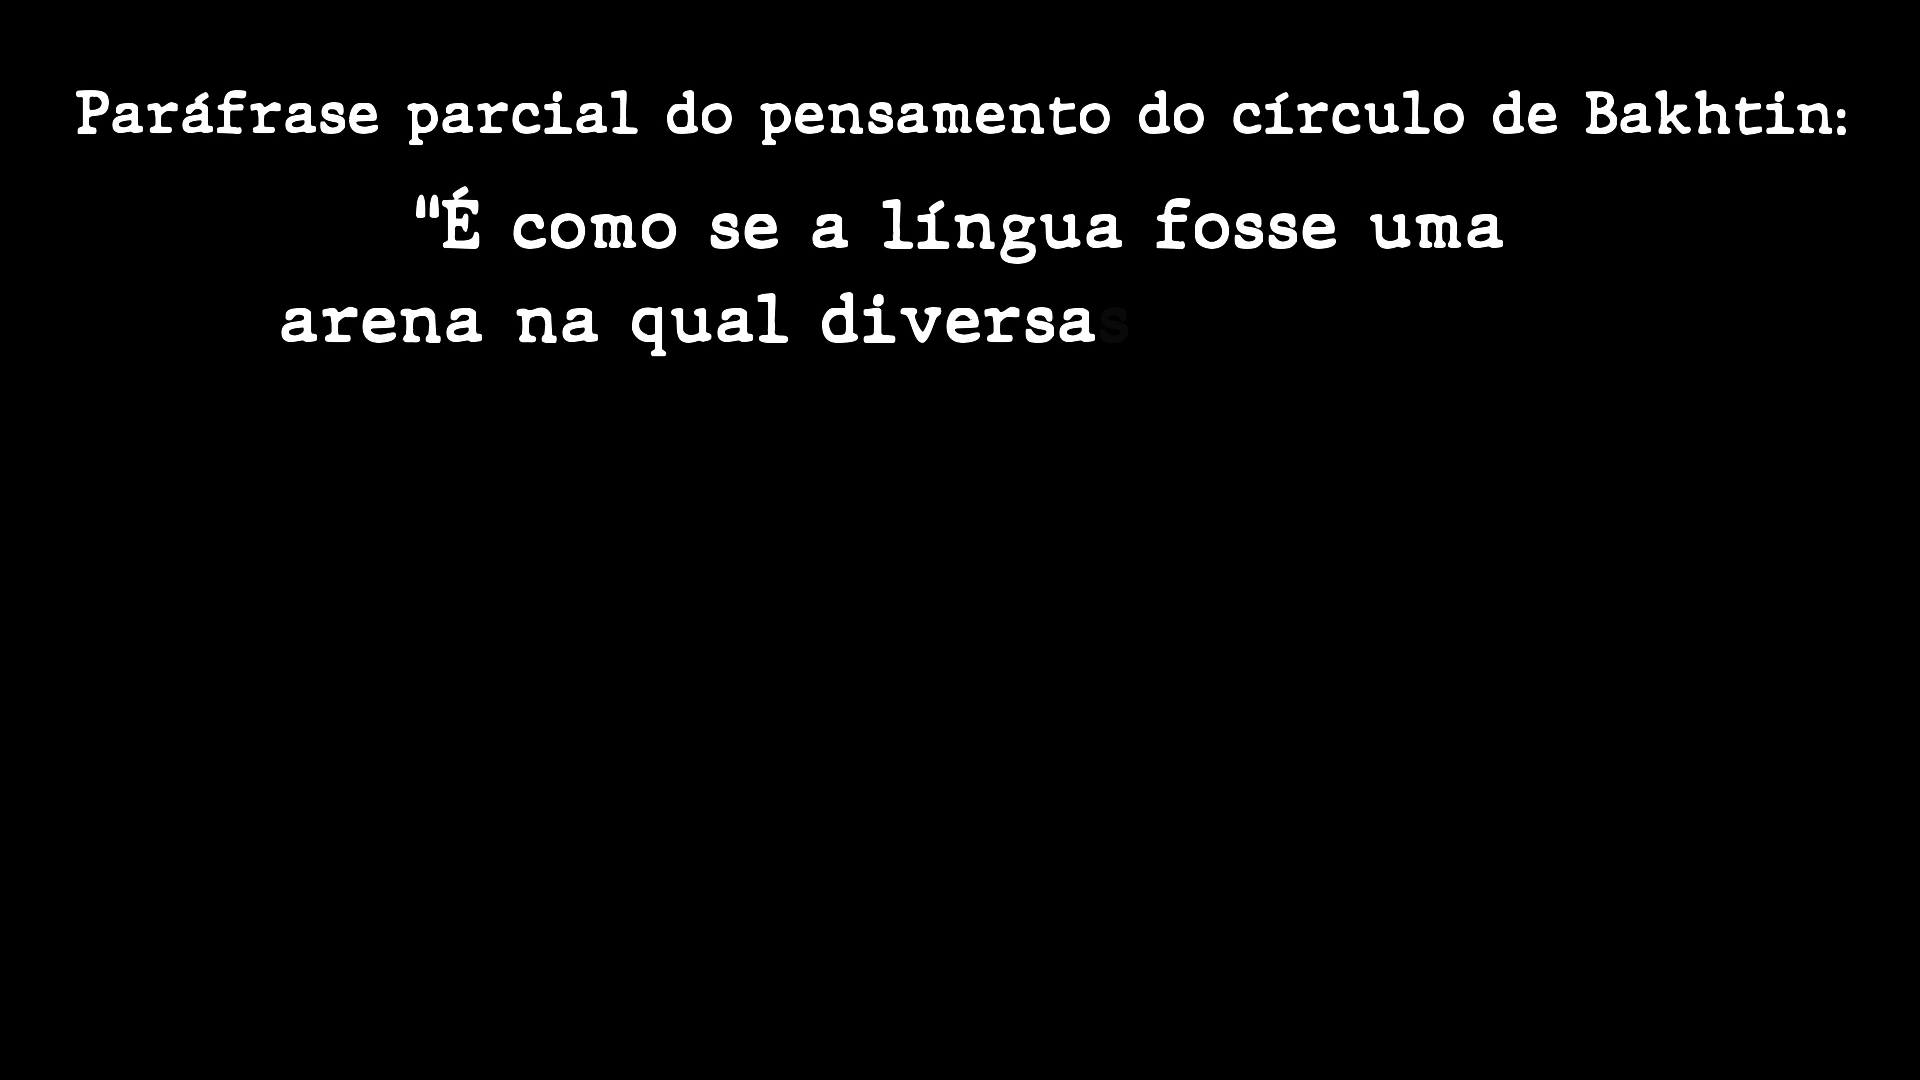 Paráfrase parcial do pensamento do círculo de Bakhtin:
"É como se a língua fosse uma
arena na qual diversas